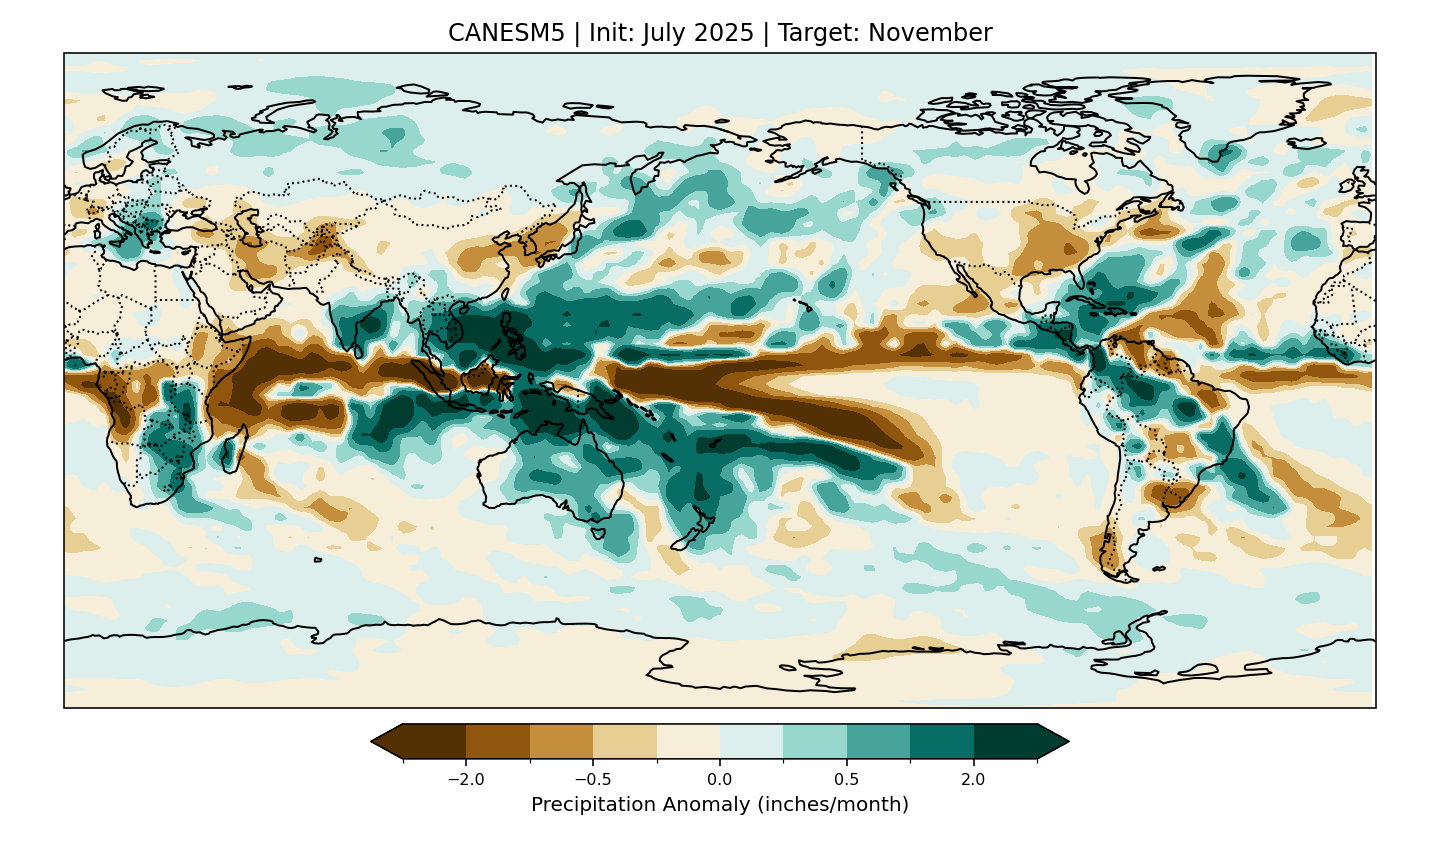 CANESM5 | Init: July 2025 | Target: November
−2.0 −0.5 0.0 0.5 2.0
Precipitation Anomaly (inches/month)